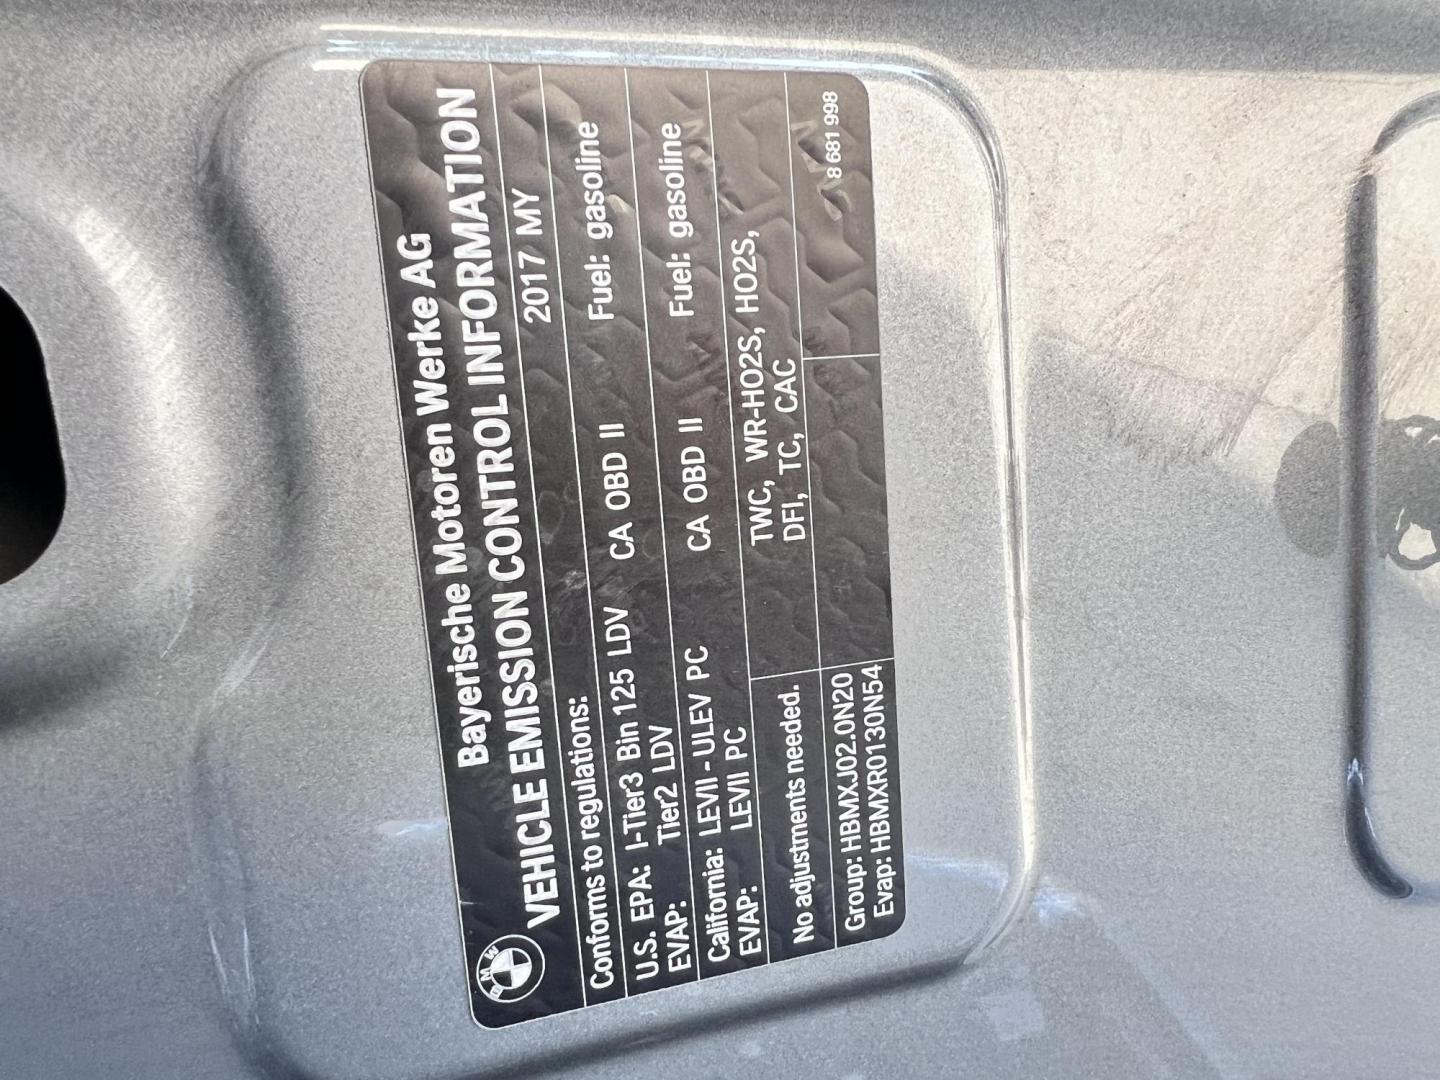 BMW
Bayerische Motoren Werke AG
VEHICLE EMISSION CONTROL INFORMATION
Conforms to regulations: 2017 MY
U.S. EPA: I-Tier3 Bin 125 LDV CA OBD II Fuel: gasoline
EVAP: Tier2 LDV
California: LEVII - ULEV PC CA OBD II Fuel: gasoline
EVAP: LEVII PC
No adjustments needed. TWC, WR-HO2S, HO2S,
DFI, TC, CAC
Group: HBMXJ02.0N20
Evap: HBMXR0130N54
8 681 998